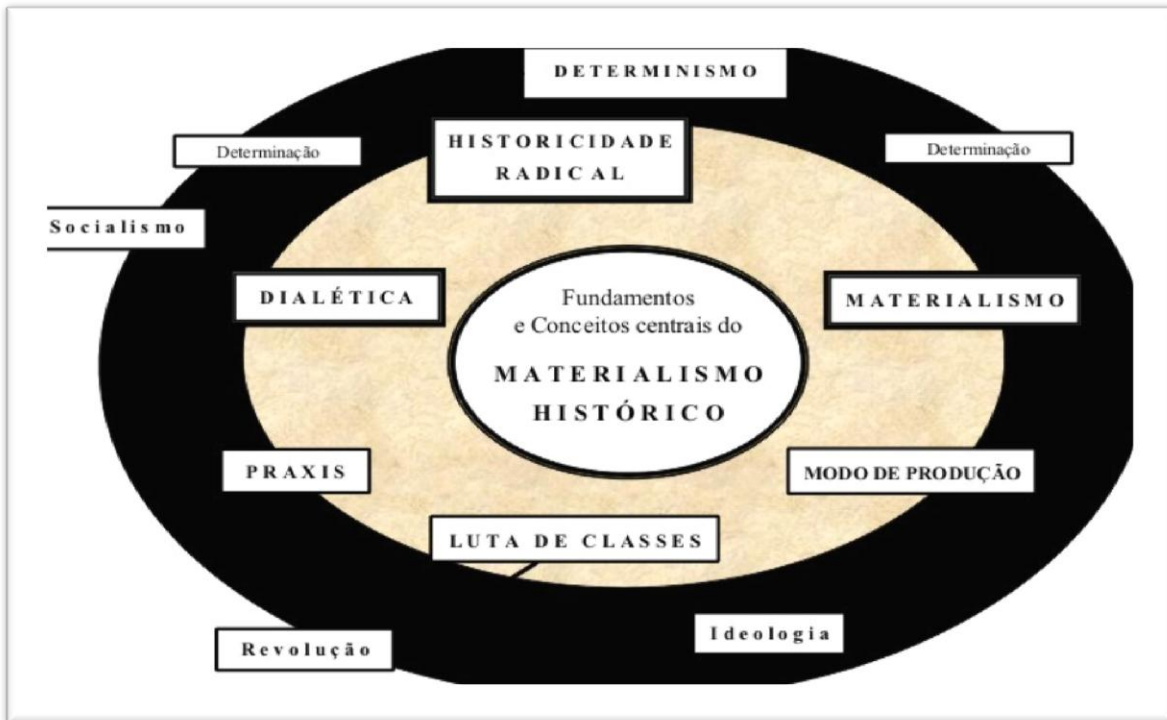 DETERMINISMO
Determinação
HISTORICIDADE
RADICAL
Determinação
Socialismo
DIALÉTICA
Fundamentos
e Conceitos centrais do
MATERIALISMO
HISTÓRICO
MATERIALISMO
PRAXIS
MODO DE PRODUÇÃO
LUTA DE CLASSES
Revolução
Ideologia